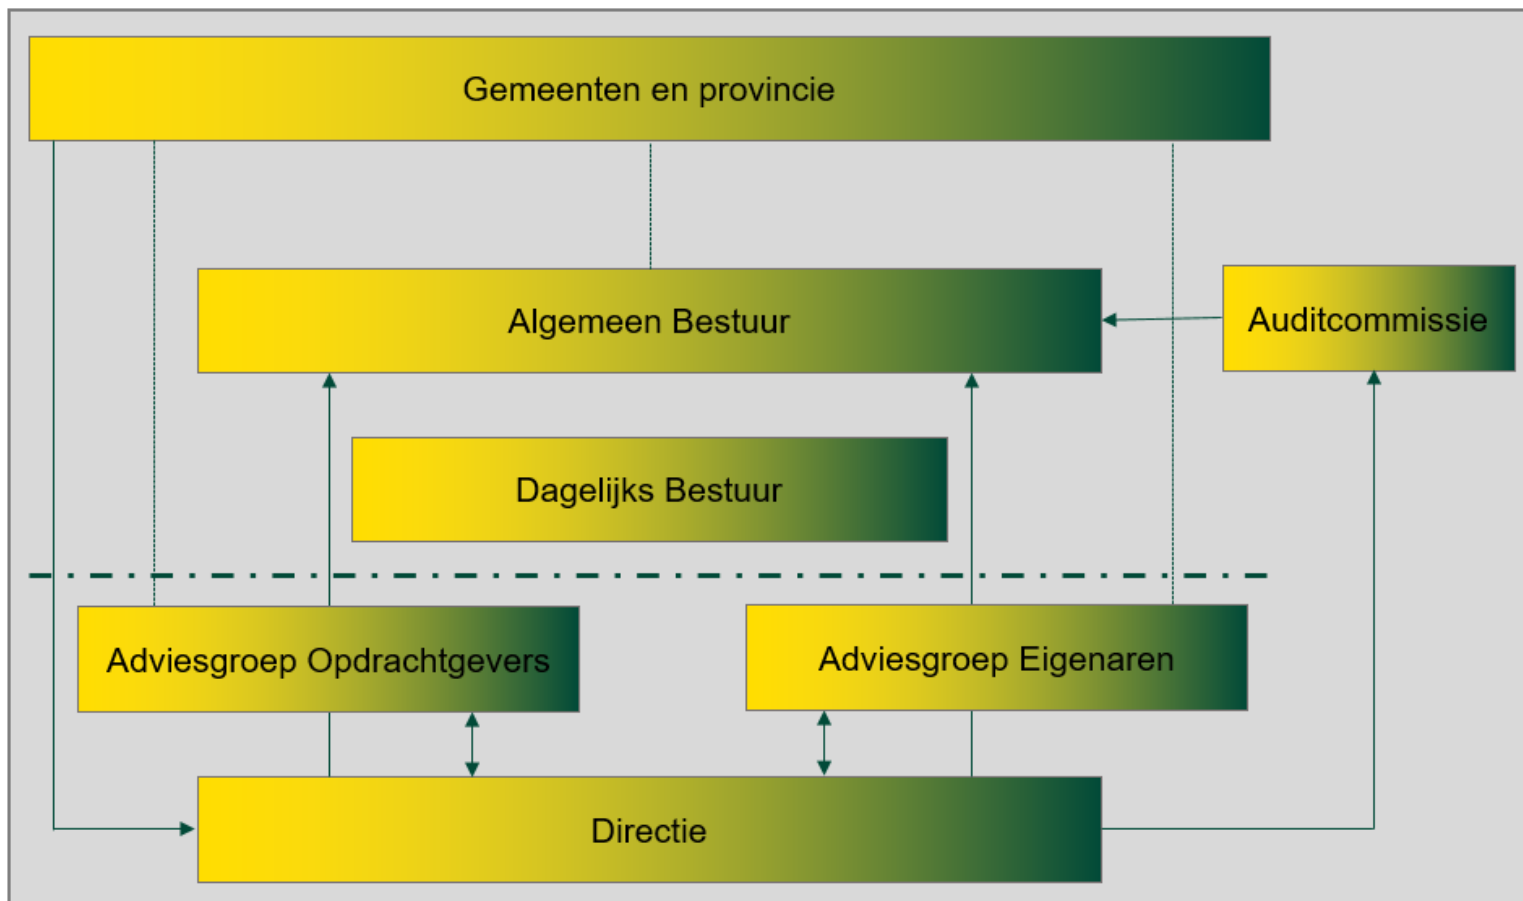 Gemeenten en provincie
Algemeen Bestuur
Auditcommissie
Dagelijks Bestuur
Adviesgroep Opdrachtgevers
Adviesgroep Eigenaren
Directie